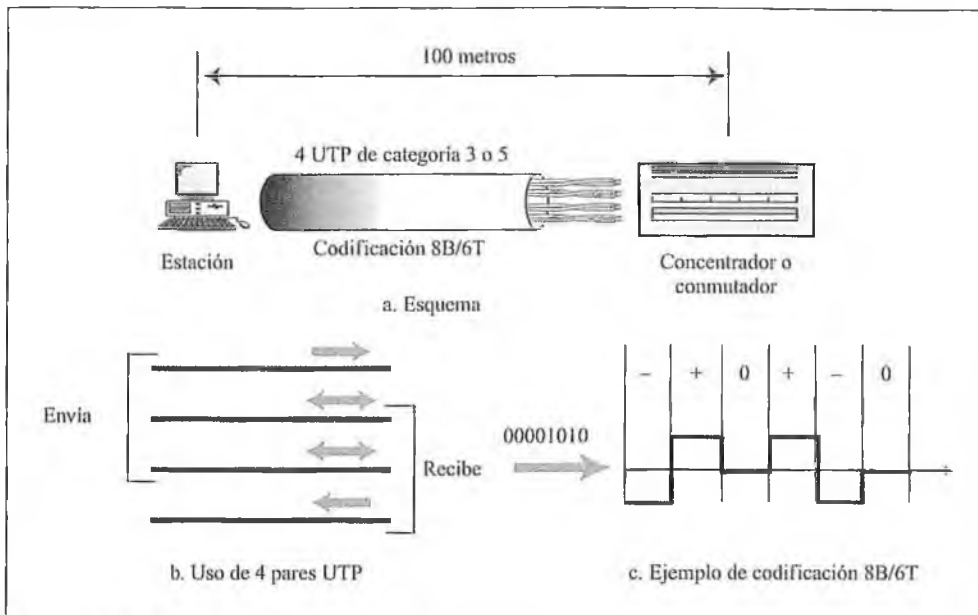 100 metros
4 UTP de categoría 3 o 5
Codificación 8B/6T
Estación
Concentrador o
conmutador
a. Esquema
Envía
Recibe
00001010
- + 0 + - 0
b. Uso de 4 pares UTP
c. Ejemplo de codificación 8B/6T